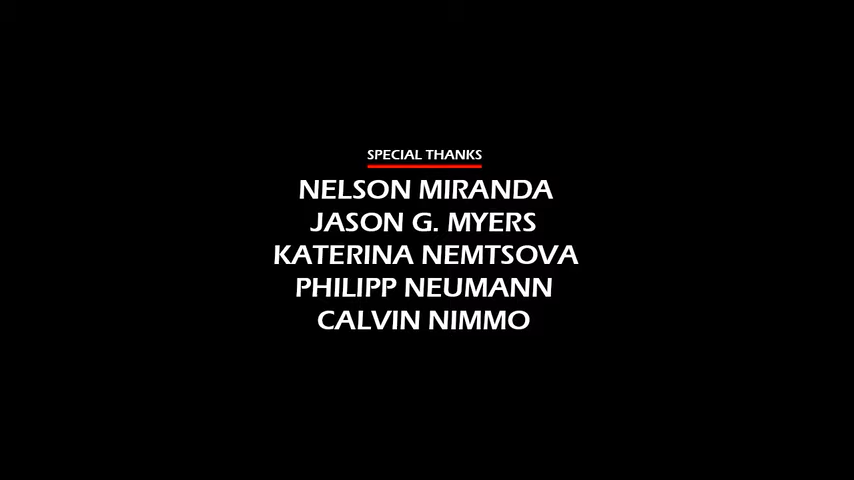 SPECIAL THANKS
NELSON MIRANDA
JASON G. MYERS
KATERINA NEMTSOVA
PHILIPP NEUMANN
CALVIN NIMMO